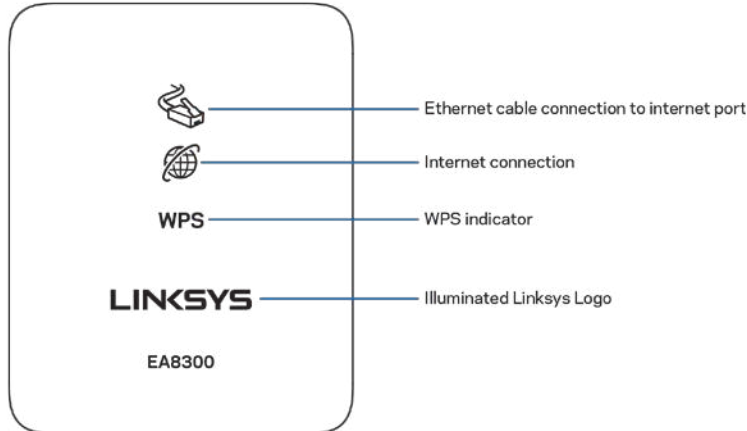 Ethernet cable connection to internet port
Internet connection
WPS WPS indicator
LINKSYS Illuminated Linksys Logo
EA8300